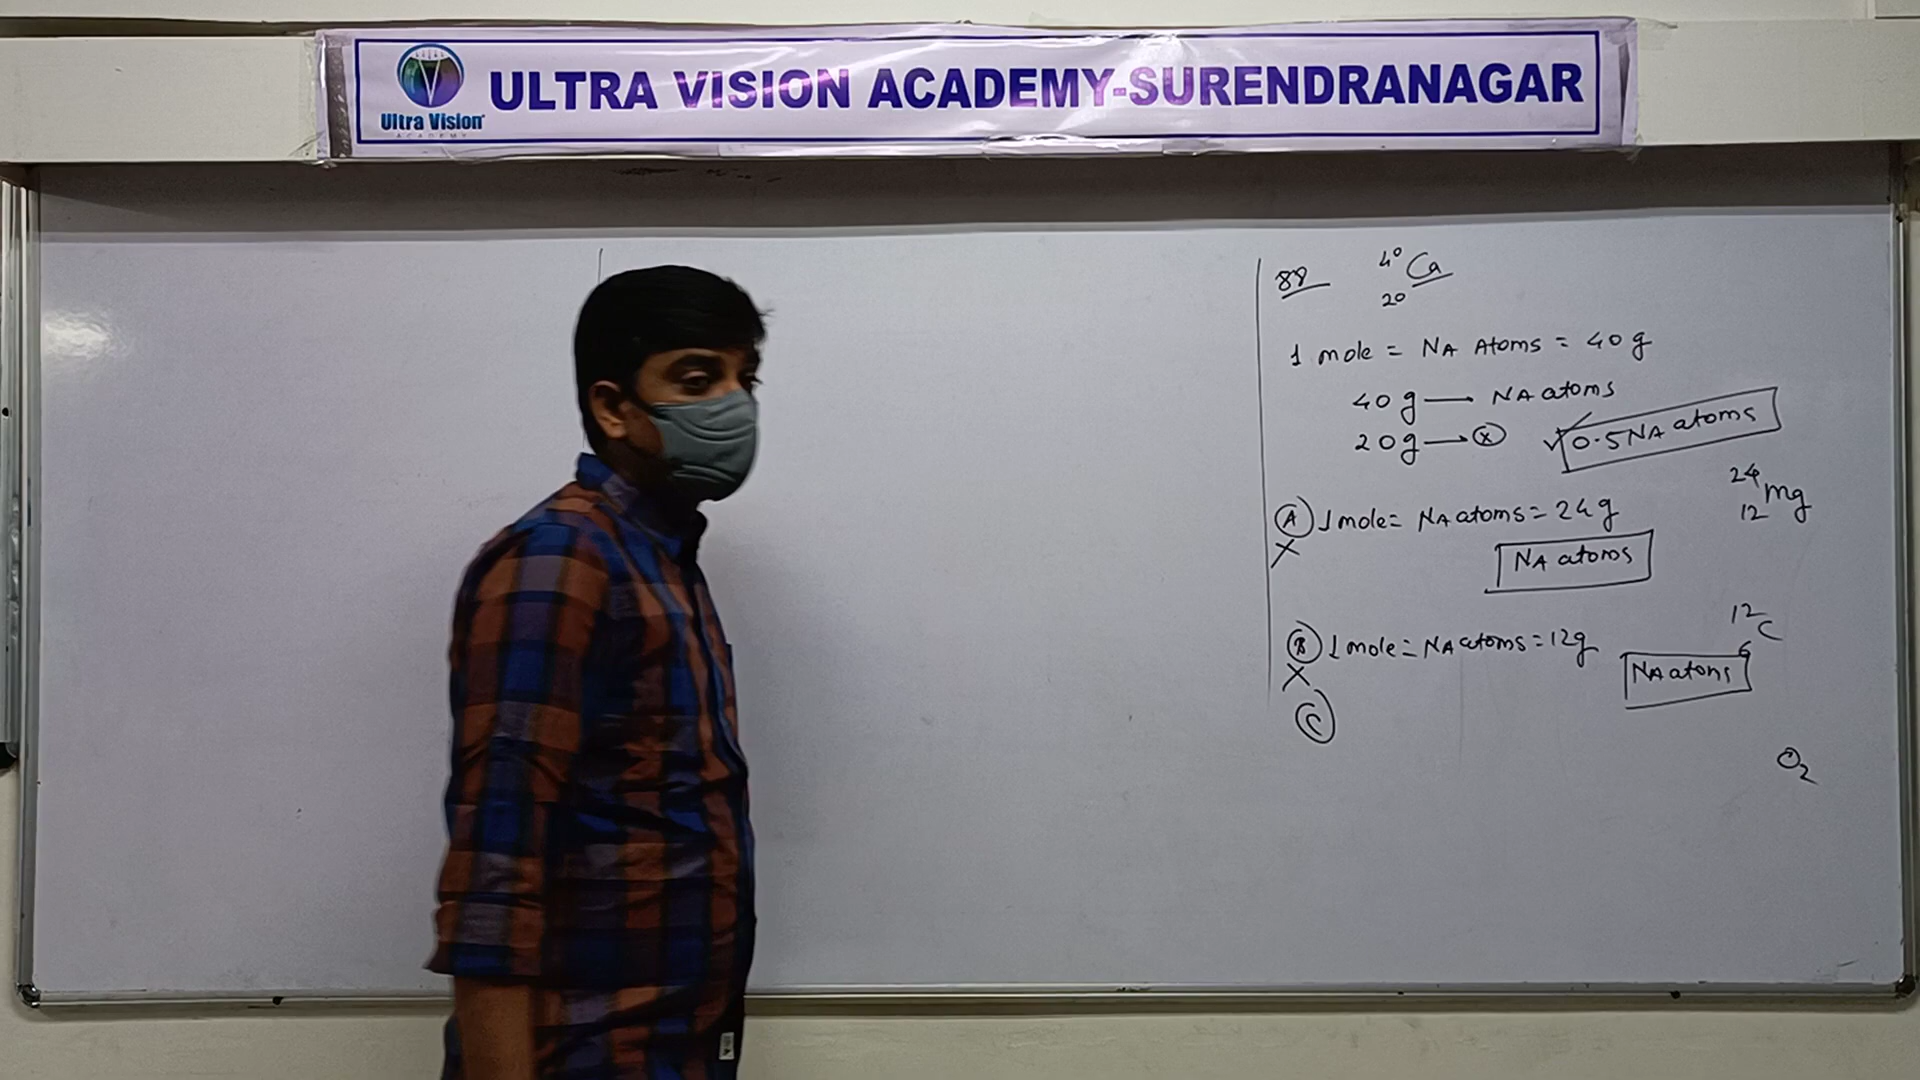 ULTRA VISION ACADEMY-SURENDRANAGAR
Ultra Vision
ACADEMY
88 40 Ca 20
1 mole = NA Atoms = 40 g
40 g — NA atoms
20 g → x ✓ 0.5 NA atoms
24 Mg 12
A 1 mole = NA atoms = 24 g
X
NA atoms
12 C 6
B 1 mole = NA atoms = 12 g
X
NA atoms
C
O2